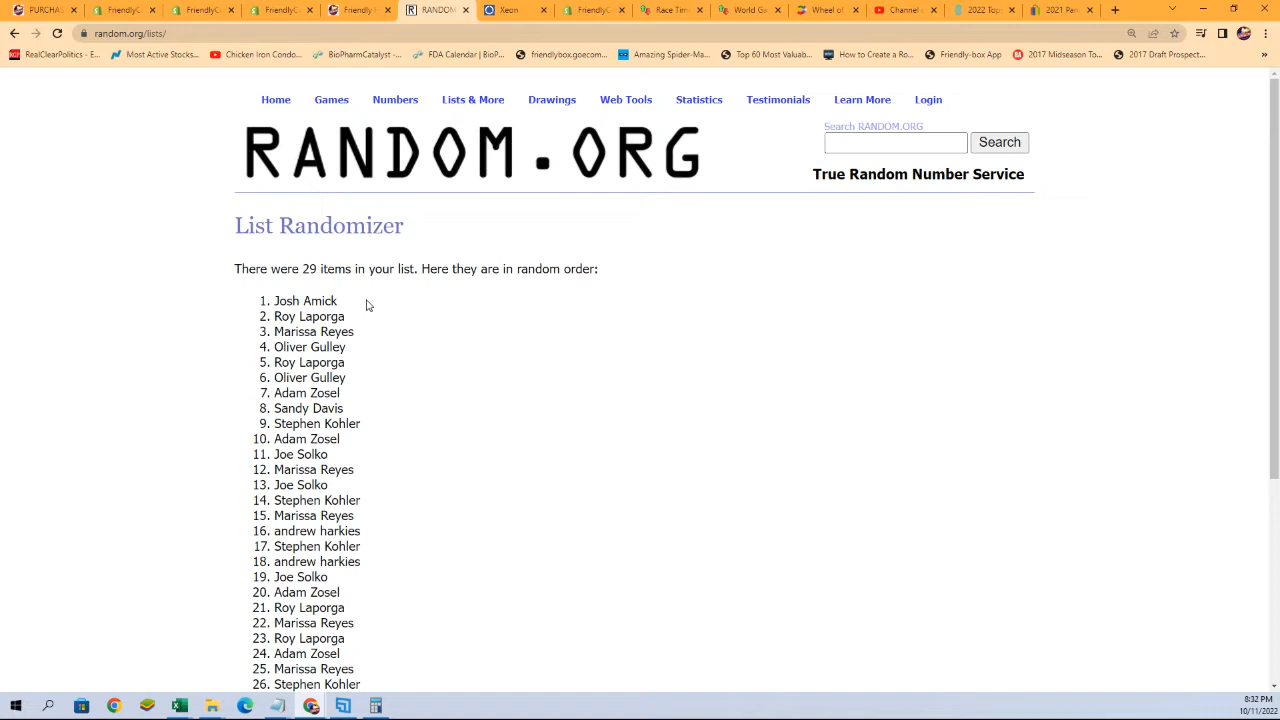 PURCHAS
FriendlyC
FriendlyC
FriendlyC
Friendly
RANDOM
Xeon
FriendlyC
Race Tim
World Ga
Wheel of
Channel
2022 Top
2021 Pan
random.org/lists/
RealClearPolitics - E...
Most Active Stocks...
Chicken Iron Condo...
BioPharmCatalyst -...
FDA Calendar | BioP...
friendlybox.goecom...
Amazing Spider-Ma...
Top 60 Most Valuab...
How to Create a Ro...
Friendly-box App
2017 Midseason To...
2017 Draft Prospect...
Home Games Numbers Lists & More Drawings Web Tools Statistics Testimonials Learn More Login
RANDOM.ORG
Search RANDOM.ORG
Search
True Random Number Service
List Randomizer
There were 29 items in your list. Here they are in random order:
1. Josh Amick
2. Roy Laporga
3. Marissa Reyes
4. Oliver Gulley
5. Roy Laporga
6. Oliver Gulley
7. Adam Zosel
8. Sandy Davis
9. Stephen Kohler
10. Adam Zosel
11. Joe Solko
12. Marissa Reyes
13. Joe Solko
14. Stephen Kohler
15. Marissa Reyes
16. andrew harkies
17. Stephen Kohler
18. andrew harkies
19. Joe Solko
20. Adam Zosel
21. Roy Laporga
22. Marissa Reyes
23. Roy Laporga
24. Adam Zosel
25. Marissa Reyes
26. Stephen Kohler
8:32 PM
10/11/2022